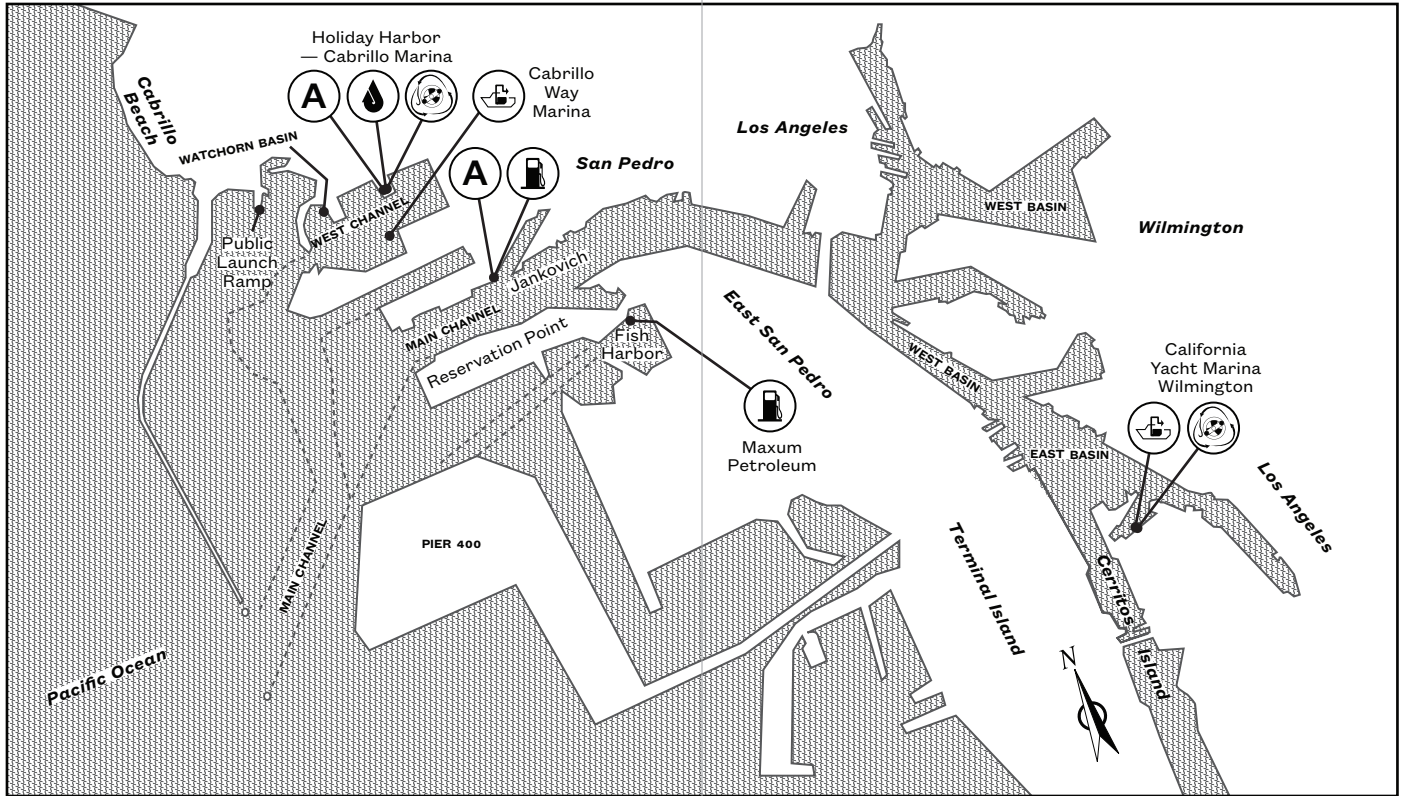 Holiday Harbor
— Cabrillo Marina
A
Cabrillo
Way
Marina
Cabrillo
Beach
WATCHORN BASIN
A
San Pedro
Los Angeles
WEST BASIN
Wilmington
WEST CHANNEL
Public
Launch
Ramp
Jankovich
MAIN CHANNEL
Reservation Point
Fish
Harbor
East San Pedro
WEST BASIN
California
Yacht Marina
Wilmington
Maxum
Petroleum
EAST BASIN
Los Angeles
PIER 400
MAIN CHANNEL
Terminal Island
Cerritos
Island
N
Pacific Ocean